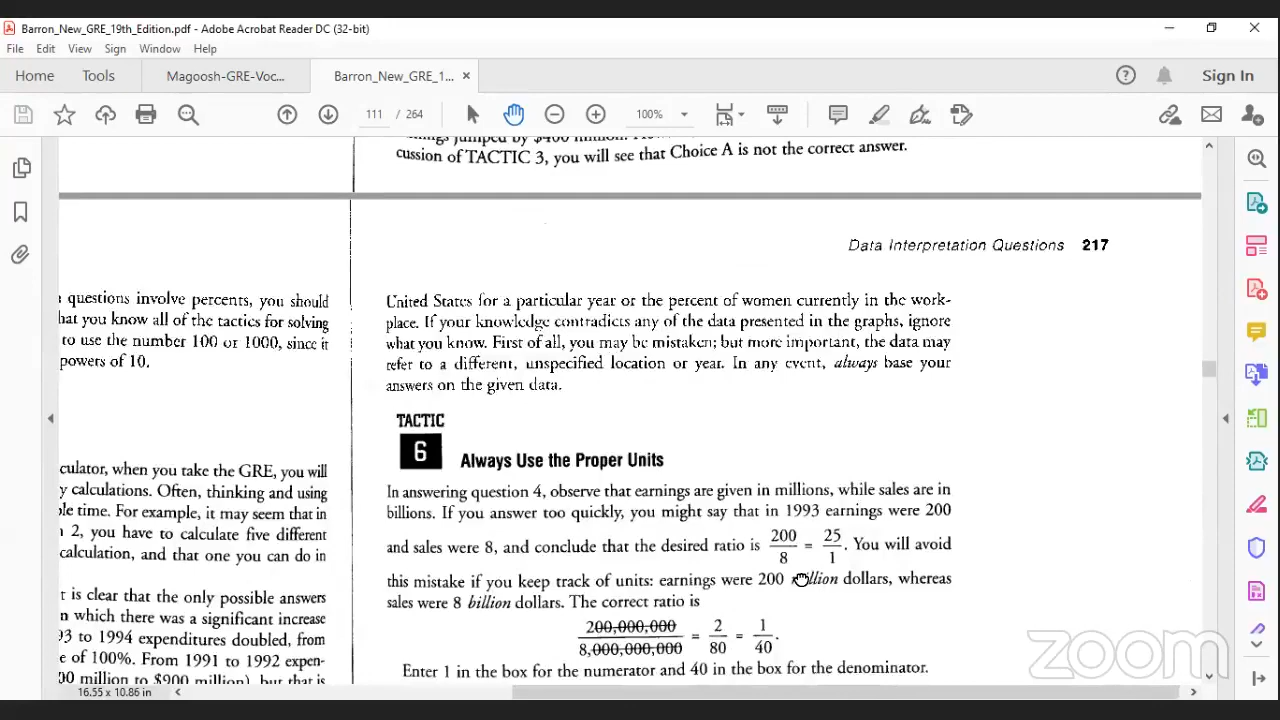 Barron_New_GRE_19th_Edition.pdf - Adobe Acrobat Reader DC (32-bit)
File Edit View Sign Window Help
Home Tools Magoosh-GRE-Voc... Barron_New_GRE_1...
Sign In
111 / 264 100%
cussion of TACTIC 3, you will see that Choice A is not the correct answer.
Data Interpretation Questions 217
questions involve percents, you should
hat you know all of the tactics for solving
to use the number 100 or 1000, since it
powers of 10.
culator, when you take the GRE, you will
y calculations. Often, thinking and using
ole time. For example, it may seem that in
2, you have to calculate five different
calculation, and that one you can do in
t is clear that the only possible answers
n which there was a significant increase
93 to 1994 expenditures doubled, from
e of 100%. From 1991 to 1992 expen-
00 million to $900 million), but that is
United States for a particular year or the percent of women currently in the work-
place. If your knowledge contradicts any of the data presented in the graphs, ignore
what you know. First of all, you may be mistaken; but more important, the data may
refer to a different, unspecified location or year. In any event, always base your
answers on the given data.
TACTIC
6 Always Use the Proper Units
In answering question 4, observe that earnings are given in millions, while sales are in
billions. If you answer too quickly, you might say that in 1993 earnings were 200
and sales were 8, and conclude that the desired ratio is 200/8 = 25/1. You will avoid
this mistake if you keep track of units: earnings were 200 million dollars, whereas
sales were 8 billion dollars. The correct ratio is
200,000,000/8,000,000,000 = 2/80 = 1/40.
Enter 1 in the box for the numerator and 40 in the box for the denominator.
zoom
16.55 x 10.86 in